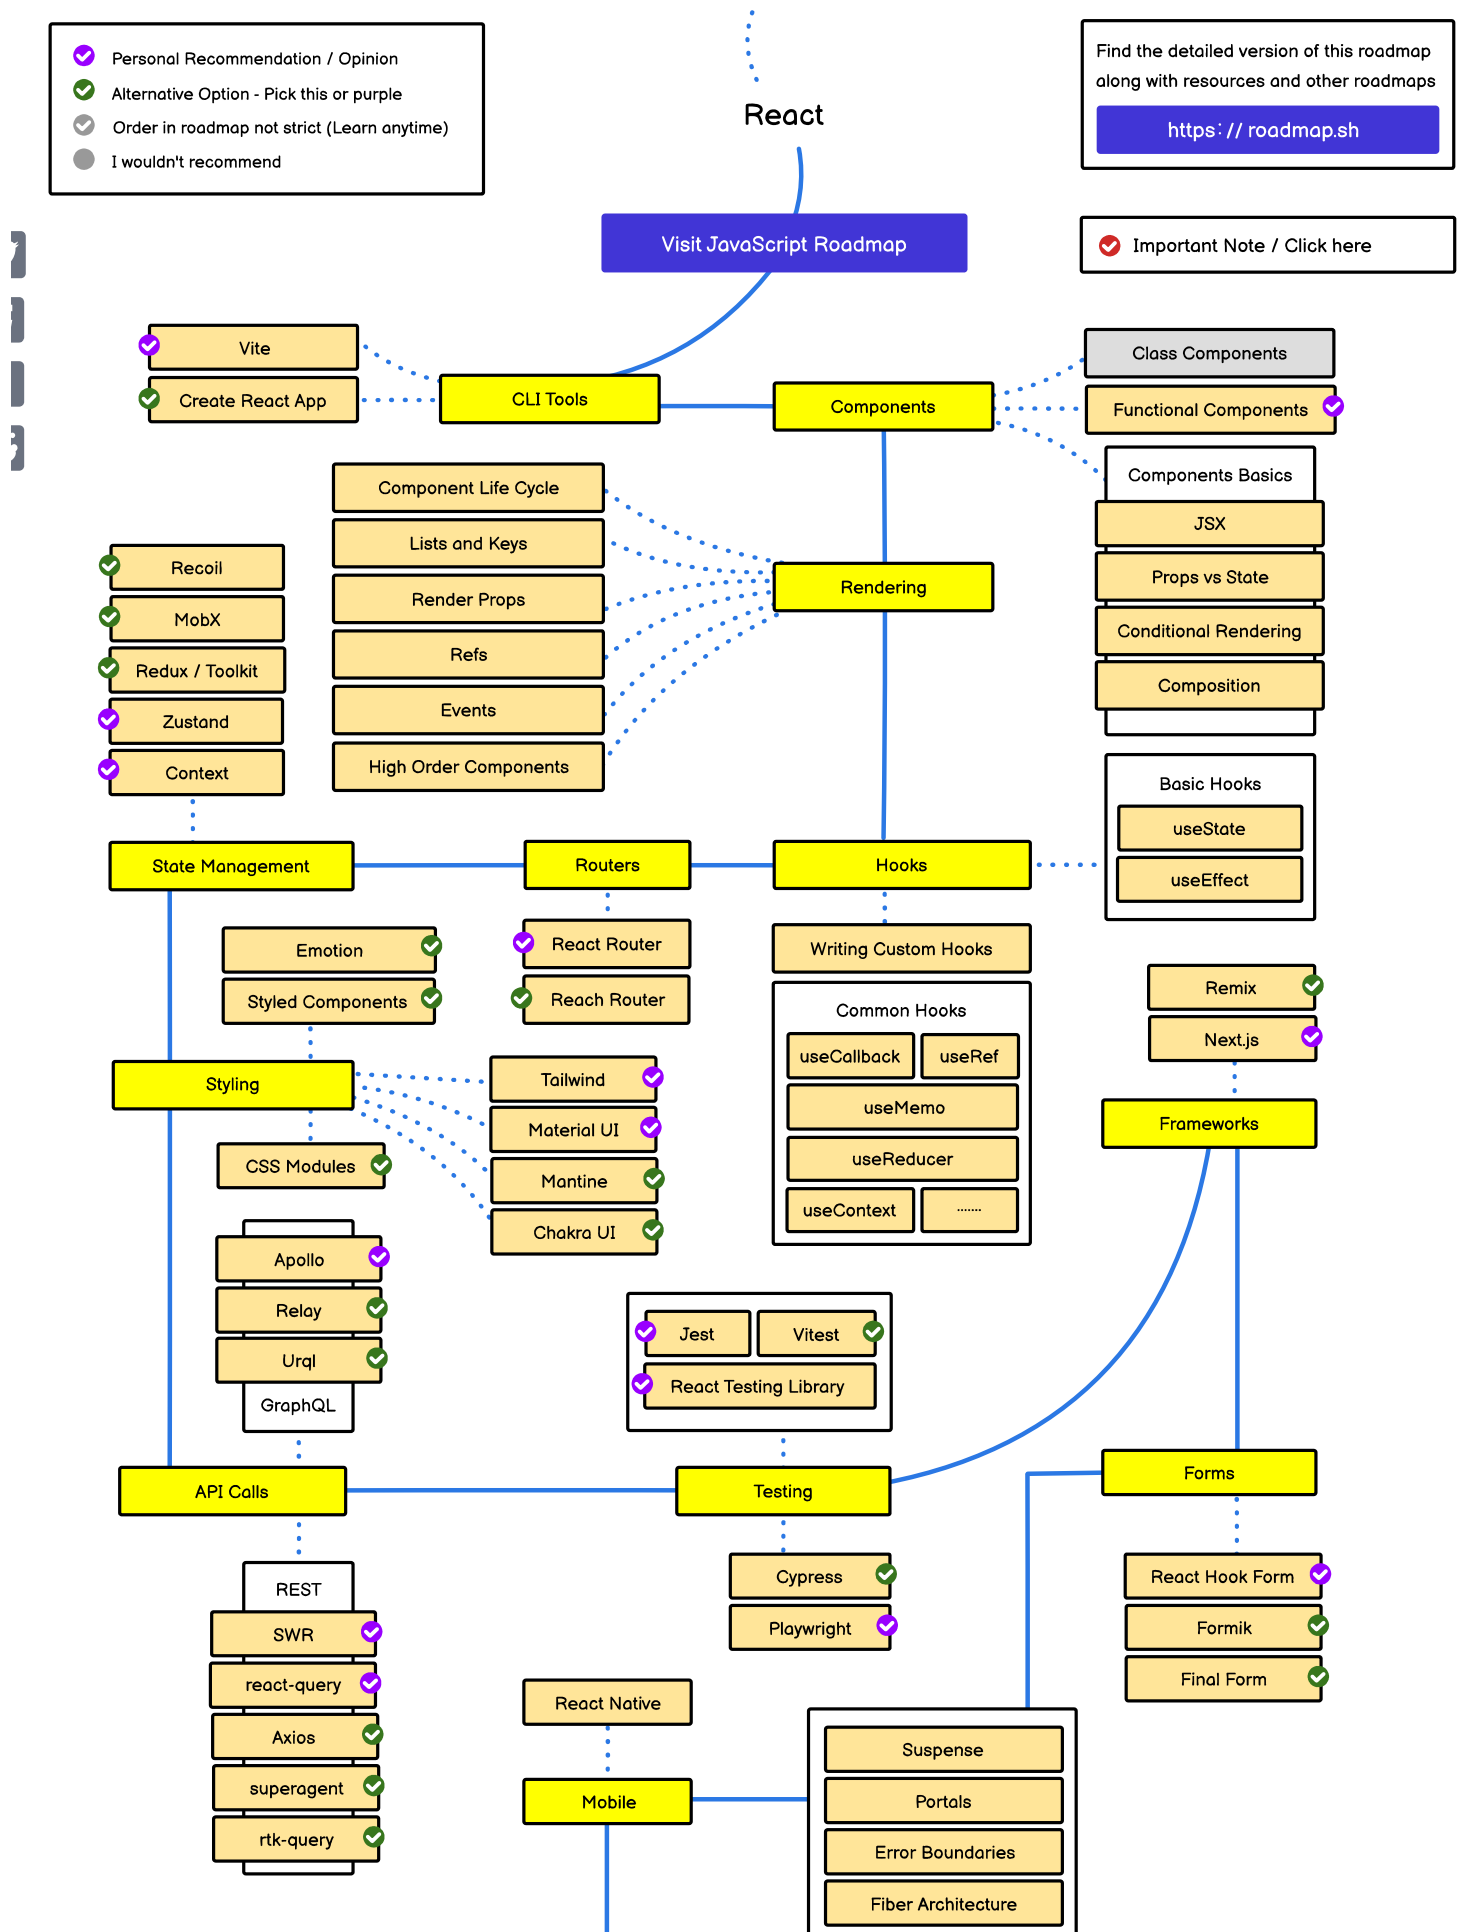 Personal Recommendation / Opinion
Alternative Option - Pick this or purple
Order in roadmap not strict (Learn anytime)
I wouldn't recommend
React
Find the detailed version of this roadmap
along with resources and other roadmaps
https://roadmap.sh
Visit JavaScript Roadmap
Important Note / Click here
Vite
Create React App
CLI Tools
Components
Class Components
Functional Components
Components Basics
JSX
Props vs State
Conditional Rendering
Composition
Component Life Cycle
Lists and Keys
Render Props
Refs
Events
High Order Components
Rendering
Recoil
MobX
Redux / Toolkit
Zustand
Context
State Management
Routers
Hooks
Basic Hooks
useState
useEffect
Emotion
Styled Components
React Router
Reach Router
Writing Custom Hooks
Common Hooks
useCallback
useRef
useMemo
useReducer
useContext
.......
Remix
Next.js
Frameworks
Styling
Tailwind
Material UI
Mantine
Chakra UI
CSS Modules
Apollo
Relay
Urql
GraphQL
Jest
Vitest
React Testing Library
API Calls
Testing
Forms
Cypress
Playwright
React Hook Form
Formik
Final Form
REST
SWR
react-query
Axios
superagent
rtk-query
React Native
Mobile
Suspense
Portals
Error Boundaries
Fiber Architecture